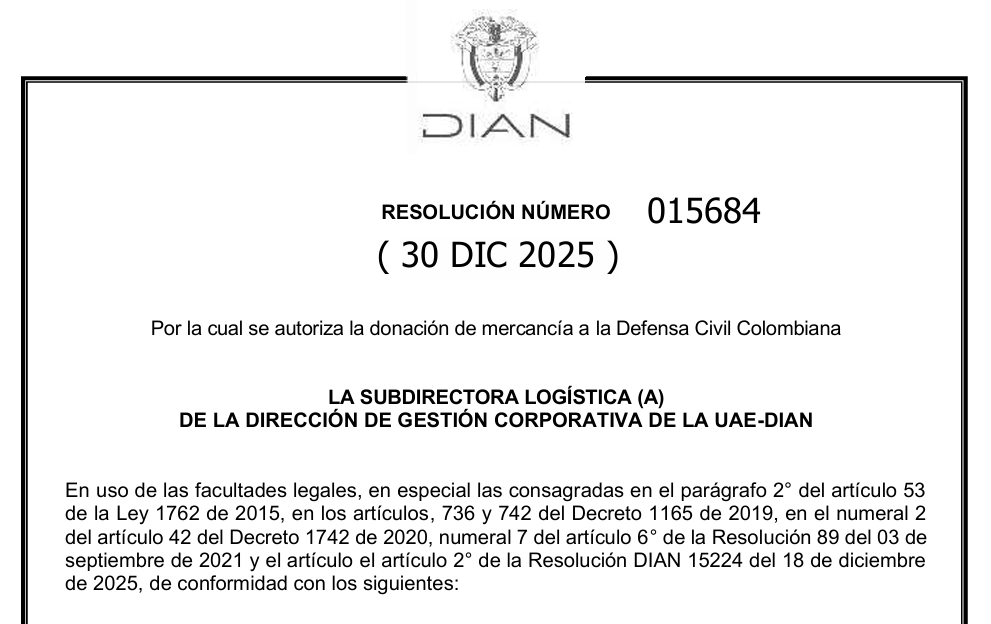 DIAN
RESOLUCIÓN NÚMERO 015684
( 30 DIC 2025 )
Por la cual se autoriza la donación de mercancía a la Defensa Civil Colombiana
LA SUBDIRECTORA LOGÍSTICA (A)
DE LA DIRECCIÓN DE GESTIÓN CORPORATIVA DE LA UAE-DIAN
En uso de las facultades legales, en especial las consagradas en el parágrafo 2° del artículo 53
de la Ley 1762 de 2015, en los artículos, 736 y 742 del Decreto 1165 de 2019, en el numeral 2
del artículo 42 del Decreto 1742 de 2020, numeral 7 del artículo 6° de la Resolución 89 del 03 de
septiembre de 2021 y el artículo el artículo 2° de la Resolución DIAN 15224 del 18 de diciembre
de 2025, de conformidad con los siguientes: